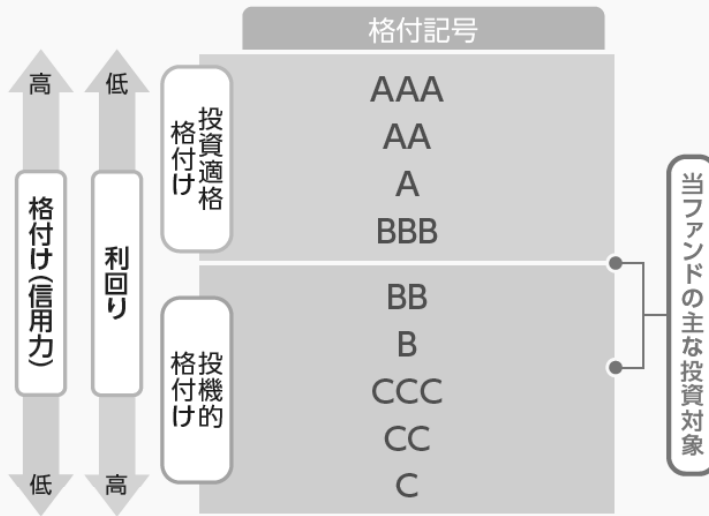 格付記号
高
格付け(信用力)
低
低
利回り
高
投資適格
格付け
AAA
AA
A
BBB
投機的
格付け
BB
B
CCC
CC
C
当ファンドの主な投資対象